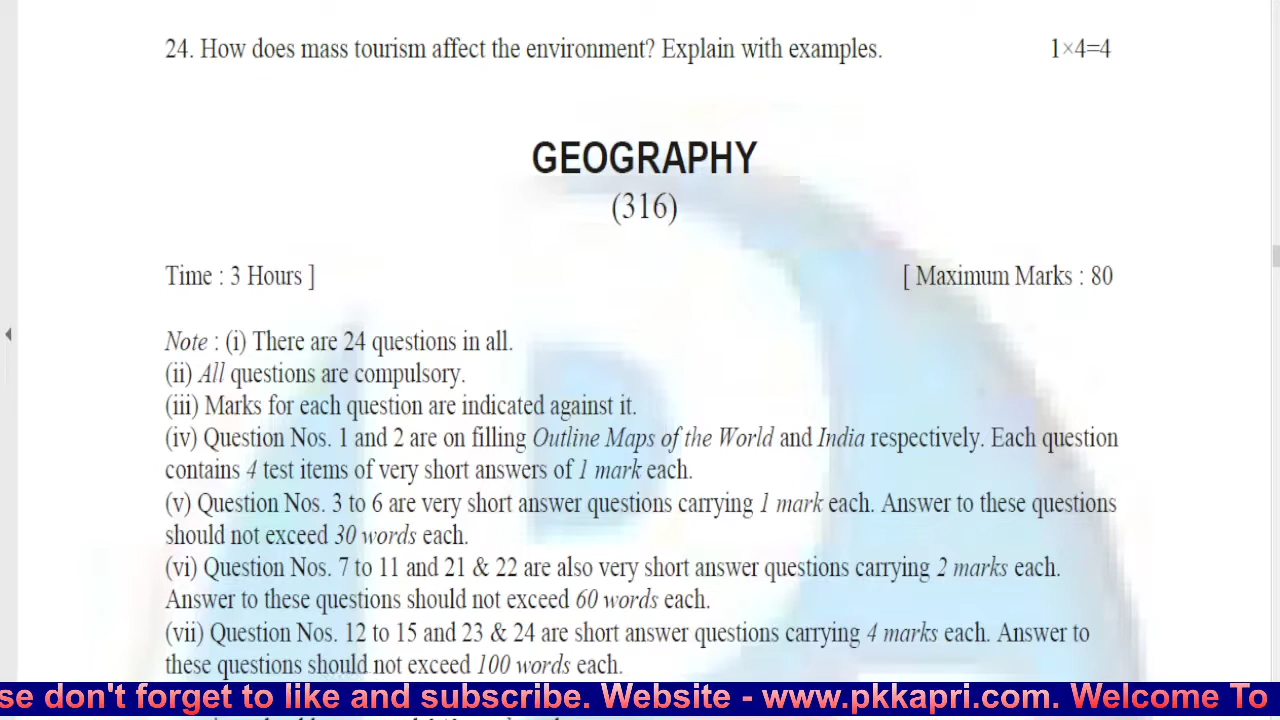 24. How does mass tourism affect the environment? Explain with examples. 1×4=4
GEOGRAPHY
(316)
Time : 3 Hours ] [ Maximum Marks : 80
Note : (i) There are 24 questions in all.
(ii) All questions are compulsory.
(iii) Marks for each question are indicated against it.
(iv) Question Nos. 1 and 2 are on filling Outline Maps of the World and India respectively. Each question
contains 4 test items of very short answers of 1 mark each.
(v) Question Nos. 3 to 6 are very short answer questions carrying 1 mark each. Answer to these questions
should not exceed 30 words each.
(vi) Question Nos. 7 to 11 and 21 & 22 are also very short answer questions carrying 2 marks each.
Answer to these questions should not exceed 60 words each.
(vii) Question Nos. 12 to 15 and 23 & 24 are short answer questions carrying 4 marks each. Answer to
these questions should not exceed 100 words each.
se don't forget to like and subscribe. Website - www.pkkapri.com. Welcome To